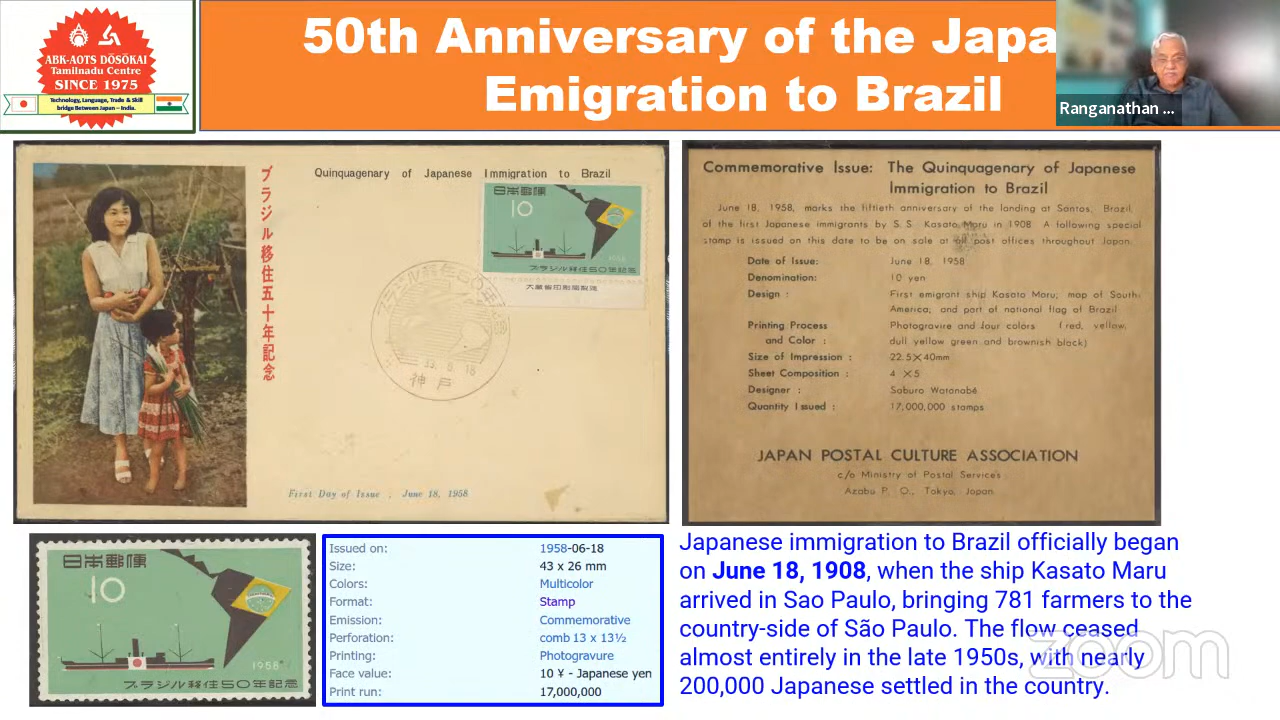 ABK-AOTS DŌSŌKAI
Tamilnadu Centre
SINCE 1975
Technology, Language, Trade & Skill
bridge Between Japan – India.
50th Anniversary of the Japa
Emigration to Brazil
Ranganathan ...
ブラジル移住五十年記念
Quinquagenary of Japanese Immigration to Brazil
日本郵便
10
1958
ブラジル移住50年記念
大蔵省印刷局製造
ブラジル移住50年記念
33. 6. 18
神戸
First Day of Issue , June 18, 1958
Commemorative Issue: The Quinquagenary of Japanese
Immigration to Brazil
June 18, 1958, marks the fiftieth anniversary of the landing at Santos, Brazil,
of the first Japanese immigrants by S. S. Kasato Maru in 1908 A following special
stamp is issued on this date to be on sale at all post offices throughout Japan.
Date of Issue: June 18, 1958
Denomination: 10 yen
Design : First emigrant ship Kasato Maru; map of South
America; and part of national flag of Brazil
Printing Process Photogravire and four colors (red, yellow,
and Color : dull yellow green and brownish black)
Size of Impression : 22.5×40mm
Sheet Composition : 4 ×5
Designer : Saburo Watanabé
Quantity Issued : 17,000,000 stamps
JAPAN POSTAL CULTURE ASSOCIATION
c/o Ministry of Postal Services
Azabu P. O., Tokyo, Japan.
日本郵便
10
1958
ブラジル移住50年記念
Issued on: 1958-06-18
Size: 43 x 26 mm
Colors: Multicolor
Format: Stamp
Emission: Commemorative
Perforation: comb 13 x 13½
Printing: Photogravure
Face value: 10 ¥ - Japanese yen
Print run: 17,000,000
Japanese immigration to Brazil officially began
on June 18, 1908, when the ship Kasato Maru
arrived in Sao Paulo, bringing 781 farmers to the
country-side of São Paulo. The flow ceased
almost entirely in the late 1950s, with nearly
200,000 Japanese settled in the country.
zoom